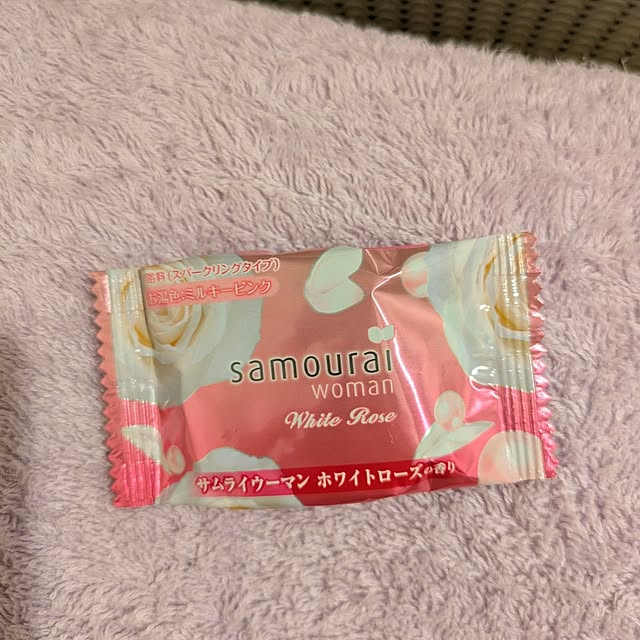 浴料(スパークリングタイプ)
お湯色:ミルキーピンク
samourai
woman
White Rose
サムライウーマン ホワイトローズの香り